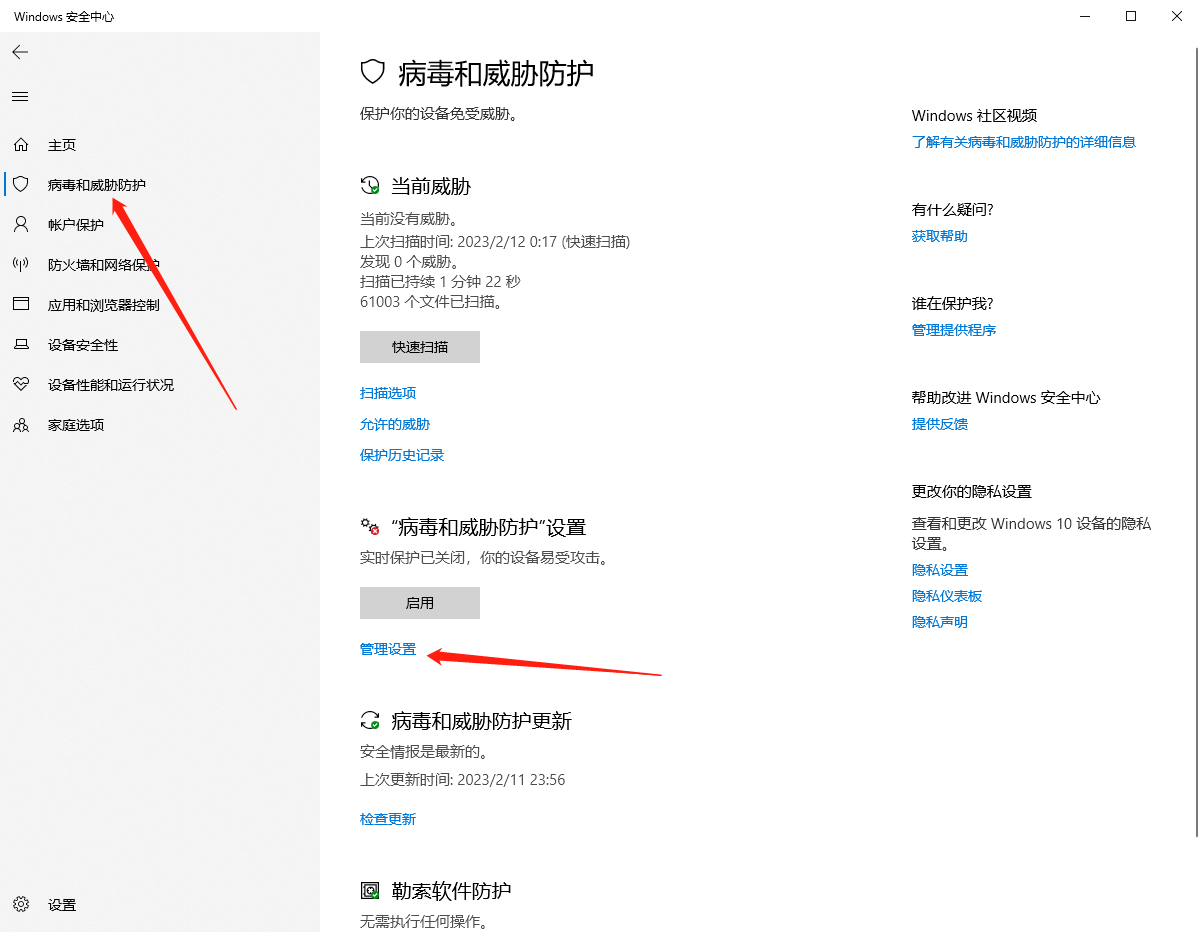 Windows 安全中心
主页
病毒和威胁防护
帐户保护
防火墙和网络保护
应用和浏览器控制
设备安全性
设备性能和运行状况
家庭选项
设置
病毒和威胁防护
保护你的设备免受威胁。
当前威胁
当前没有威胁。
上次扫描时间: 2023/2/12 0:17 (快速扫描)
发现 0 个威胁。
扫描已持续 1 分钟 22 秒
61003 个文件已扫描。
快速扫描
扫描选项
允许的威胁
保护历史记录
“病毒和威胁防护”设置
实时保护已关闭，你的设备易受攻击。
启用
管理设置
病毒和威胁防护更新
安全情报是最新的。
上次更新时间: 2023/2/11 23:56
检查更新
勒索软件防护
无需执行任何操作。
Windows 社区视频
了解有关病毒和威胁防护的详细信息
有什么疑问?
获取帮助
谁在保护我?
管理提供程序
帮助改进 Windows 安全中心
提供反馈
更改你的隐私设置
查看和更改 Windows 10 设备的隐私
设置。
隐私设置
隐私仪表板
隐私声明